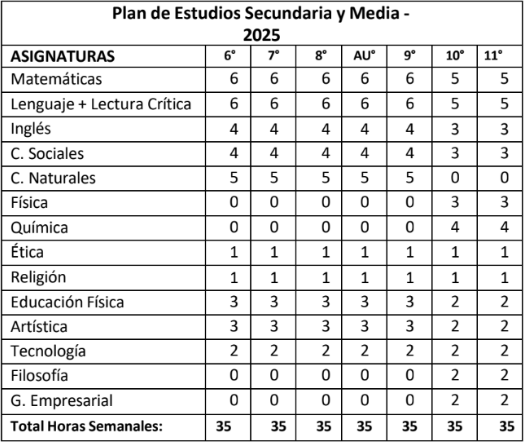 Plan de Estudios Secundaria y Media -
2025
ASIGNATURAS 6° 7° 8° AU° 9° 10° 11°
Matemáticas 6 6 6 6 6 5 5
Lenguaje + Lectura Crítica 6 6 6 6 6 5 5
Inglés 4 4 4 4 4 3 3
C. Sociales 4 4 4 4 4 3 3
C. Naturales 5 5 5 5 5 0 0
Física 0 0 0 0 0 3 3
Química 0 0 0 0 0 4 4
Ética 1 1 1 1 1 1 1
Religión 1 1 1 1 1 1 1
Educación Física 3 3 3 3 3 2 2
Artística 3 3 3 3 3 2 2
Tecnología 2 2 2 2 2 2 2
Filosofía 0 0 0 0 0 2 2
G. Empresarial 0 0 0 0 0 2 2
Total Horas Semanales: 35 35 35 35 35 35 35